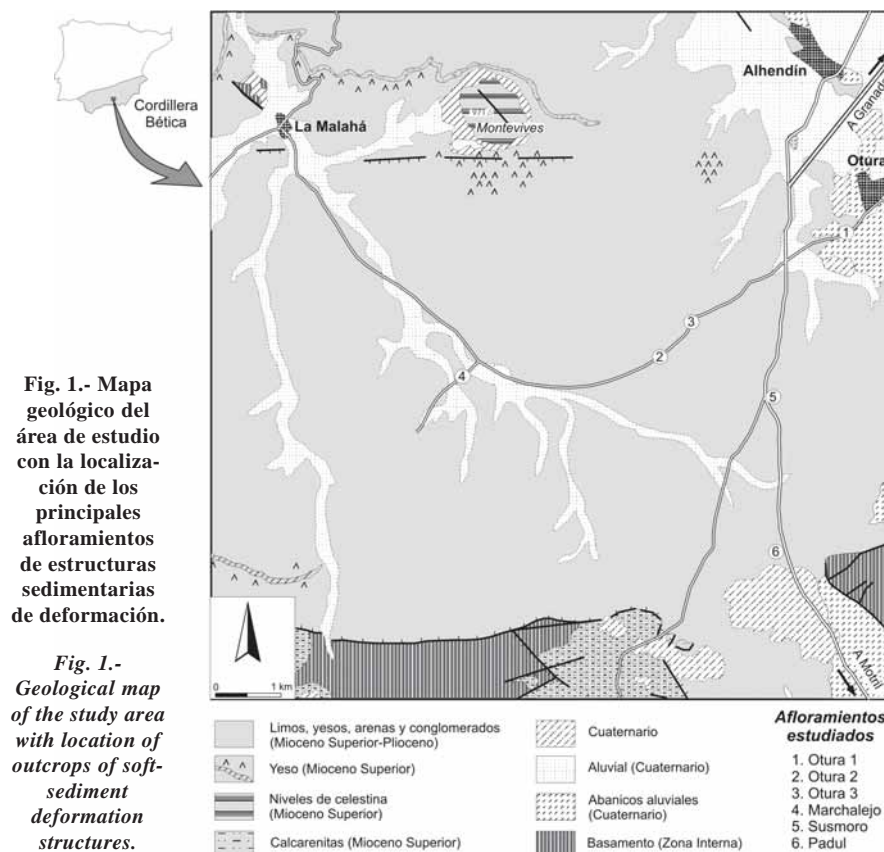 Cordillera
Bética
La Malahá
971
Montevives
Alhendín
A Granada
Otura
1
3
2
4
5
6
A Motril
0 1 km
Fig. 1.- Mapa
geológico del
área de estudio
con la localiza-
ción de los
principales
afloramientos
de estructuras
sedimentarias
de deformación.
Fig. 1.-
Geological map
of the study area
with location of
outcrops of soft-
sediment
deformation
structures.
Limos, yesos, arenas y conglomerados
(Mioceno Superior-Plioceno)
Yeso (Mioceno Superior)
Niveles de celestina
(Mioceno Superior)
Calcarenitas (Mioceno Superior)
Cuaternario
Aluvial (Cuaternario)
Abanicos aluviales
(Cuaternario)
Basamento (Zona Interna)
Afloramientos
estudiados
1. Otura 1
2. Otura 2
3. Otura 3
4. Marchalejo
5. Susmoro
6. Padul